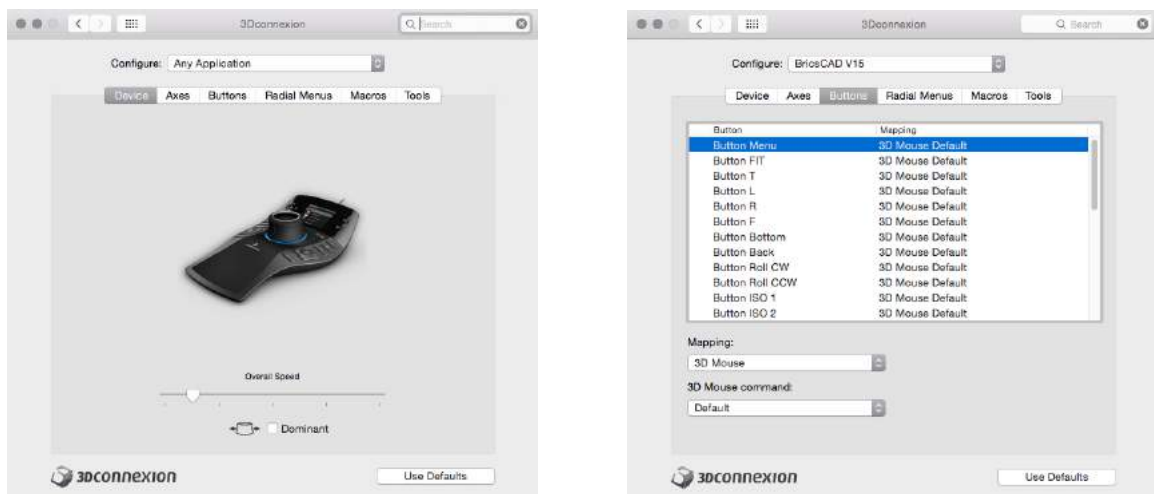 3Dconnexion
Search
Configure: Any Application
Device Axes Buttons Radial Menus Macros Tools
Overall Speed
Dominant
3Dconnexion
Use Defaults
3Dconnexion
Search
Configure: BricsCAD V15
Device Axes Buttons Radial Menus Macros Tools
Button Mapping
Button Menu 3D Mouse Default
Button FIT 3D Mouse Default
Button T 3D Mouse Default
Button L 3D Mouse Default
Button R 3D Mouse Default
Button F 3D Mouse Default
Button Bottom 3D Mouse Default
Button Back 3D Mouse Default
Button Roll CW 3D Mouse Default
Button Roll CCW 3D Mouse Default
Button ISO 1 3D Mouse Default
Button ISO 2 3D Mouse Default
Mapping:
3D Mouse
3D Mouse command:
Default
3Dconnexion
Use Defaults